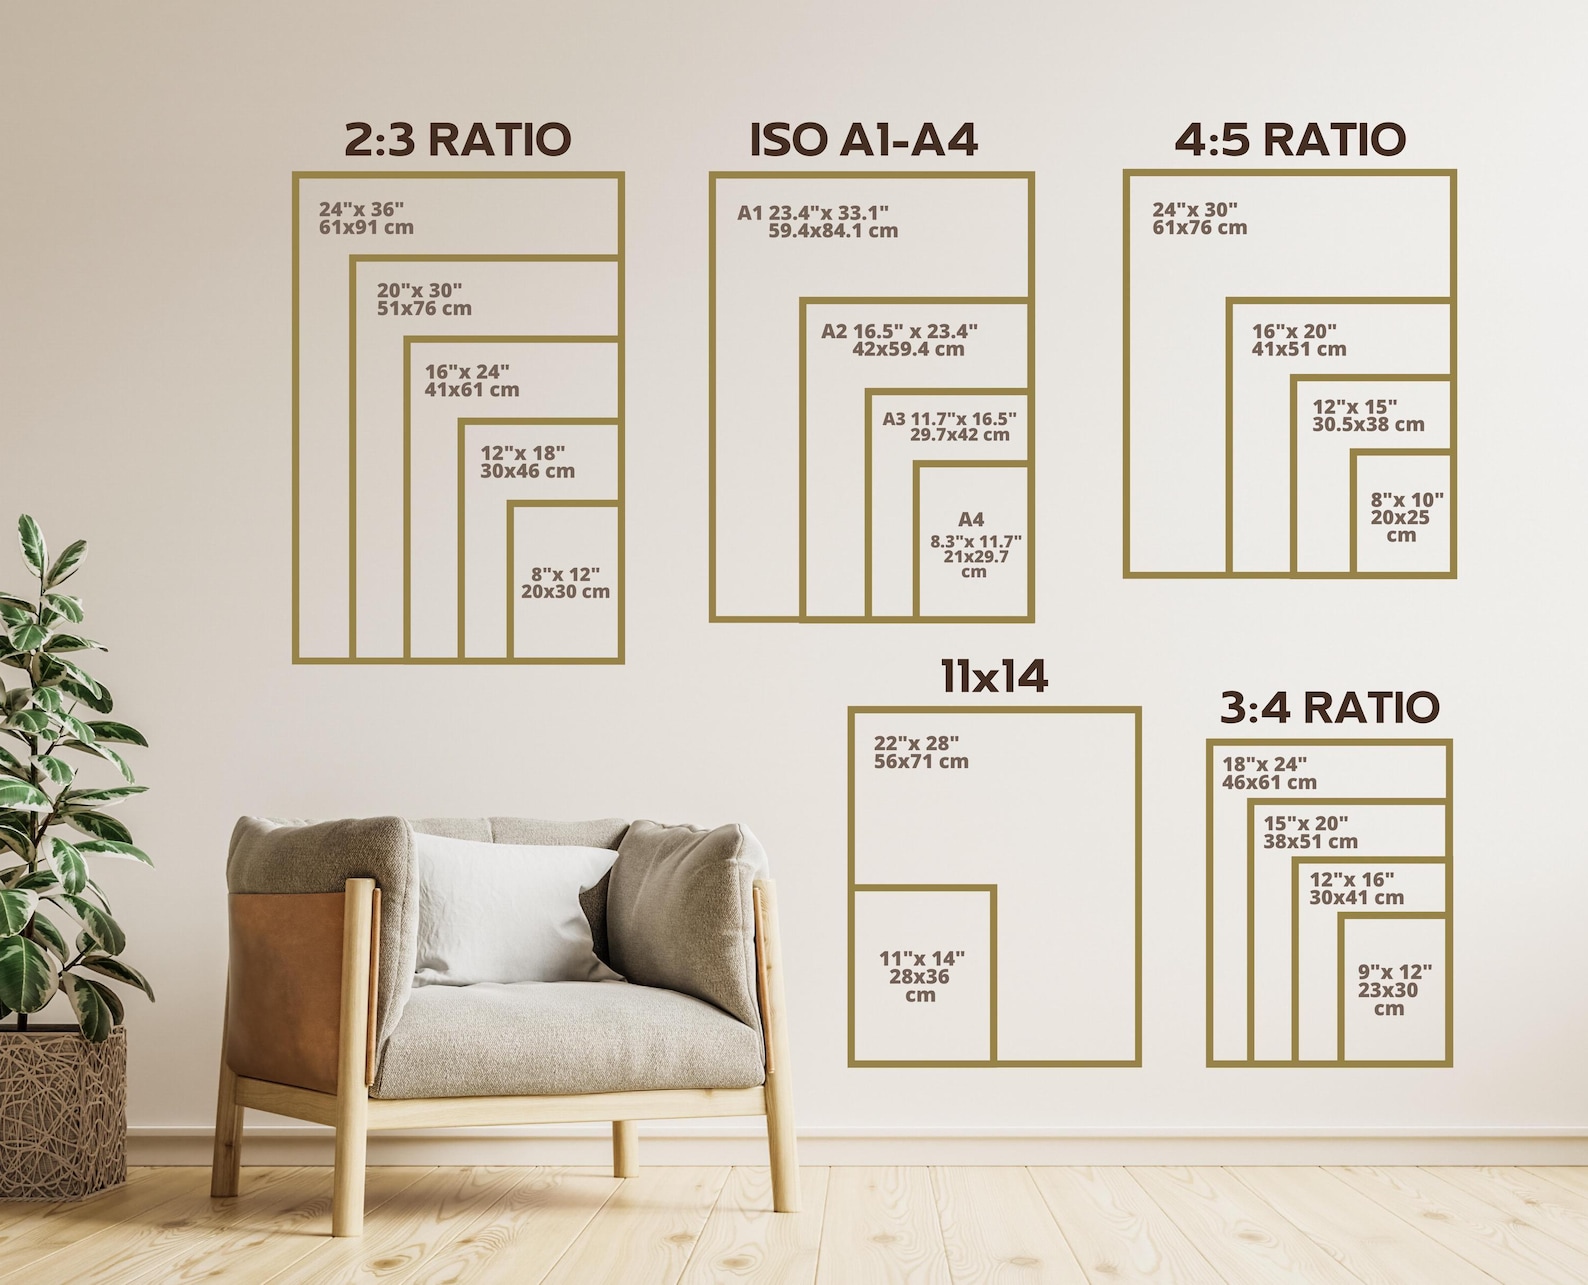 2:3 RATIO
24"x 36"
61x91 cm
20"x 30"
51x76 cm
16"x 24"
41x61 cm
12"x 18"
30x46 cm
8"x 12"
20x30 cm
ISO A1-A4
A1 23.4"x 33.1"
59.4x84.1 cm
A2 16.5" x 23.4"
42x59.4 cm
A3 11.7"x 16.5"
29.7x42 cm
A4
8.3"x 11.7"
21x29.7
cm
4:5 RATIO
24"x 30"
61x76 cm
16"x 20"
41x51 cm
12"x 15"
30.5x38 cm
8"x 10"
20x25
cm
11x14
22"x 28"
56x71 cm
11"x 14"
28x36
cm
3:4 RATIO
18"x 24"
46x61 cm
15"x 20"
38x51 cm
12"x 16"
30x41 cm
9"x 12"
23x30
cm